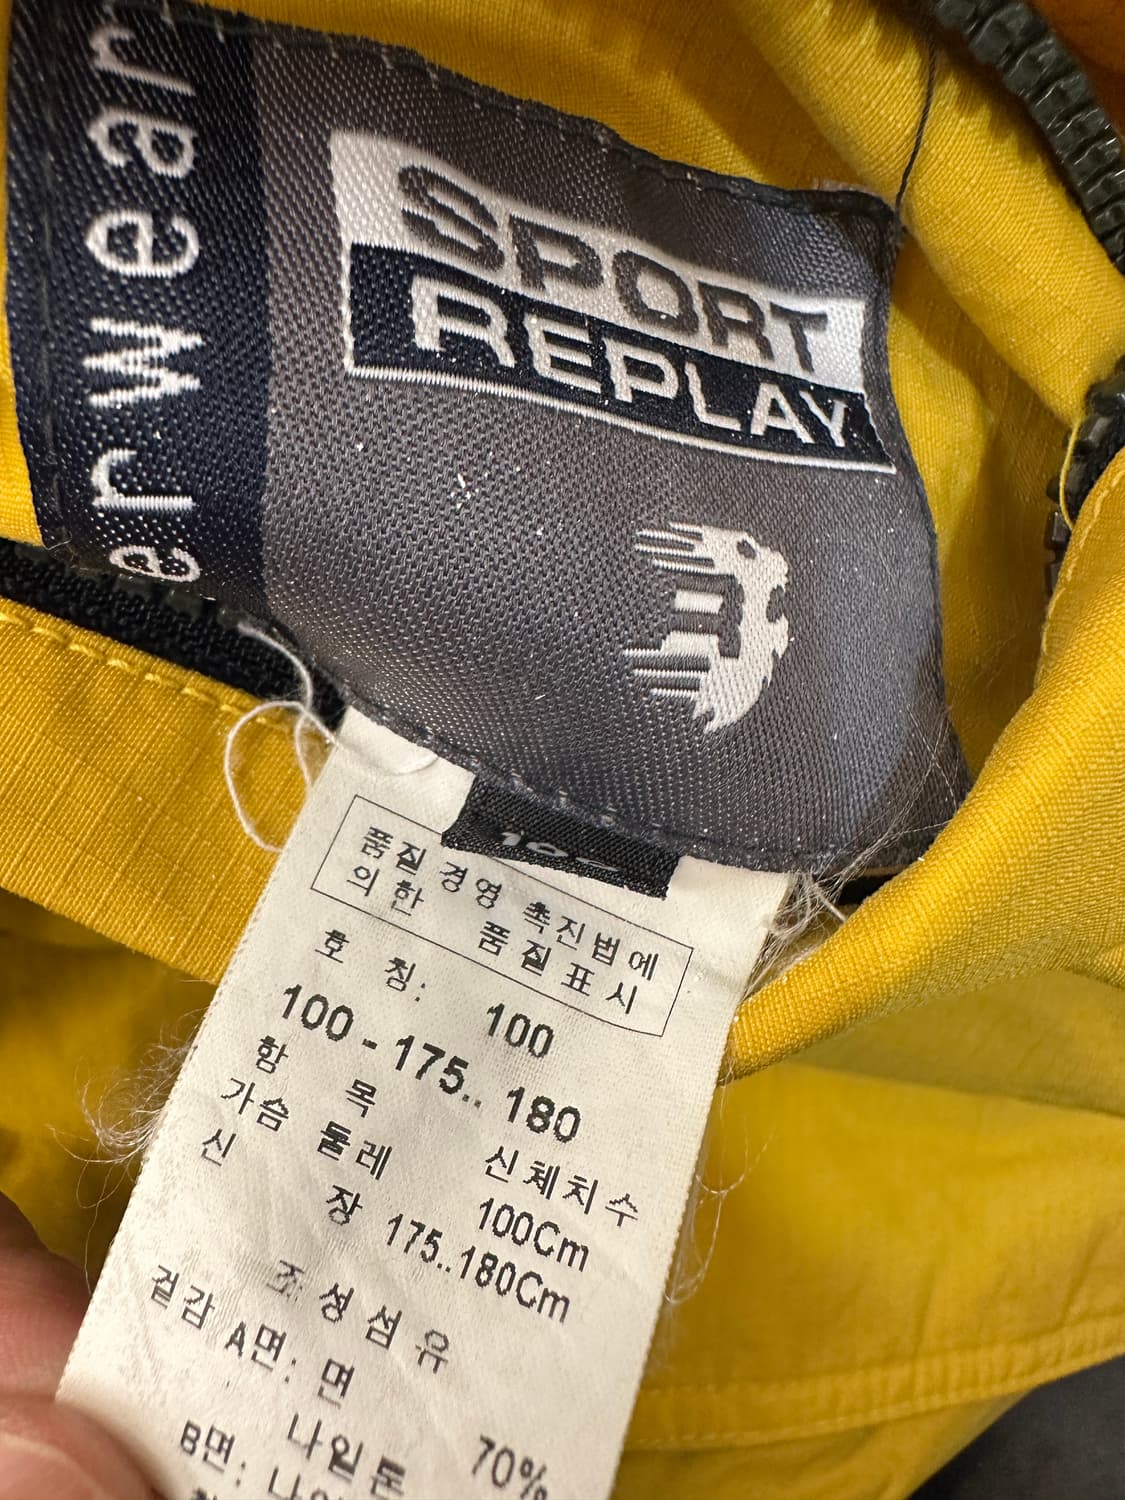 erwear
SPORT
REPLAY
품질 경영 촉진법에
의한 품질표시
호 칭: 100
100 - 175.. 180
항 목 신체치수
가슴 둘레 100Cm
신 장 175..180Cm
조성섬유
겉감 A면: 면 70%
나일론
B면: